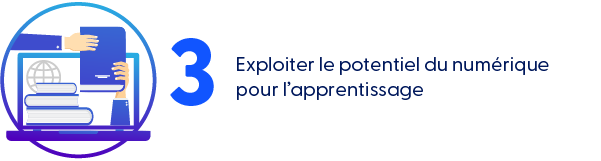 3
Exploiter le potentiel du numérique
pour l'apprentissage